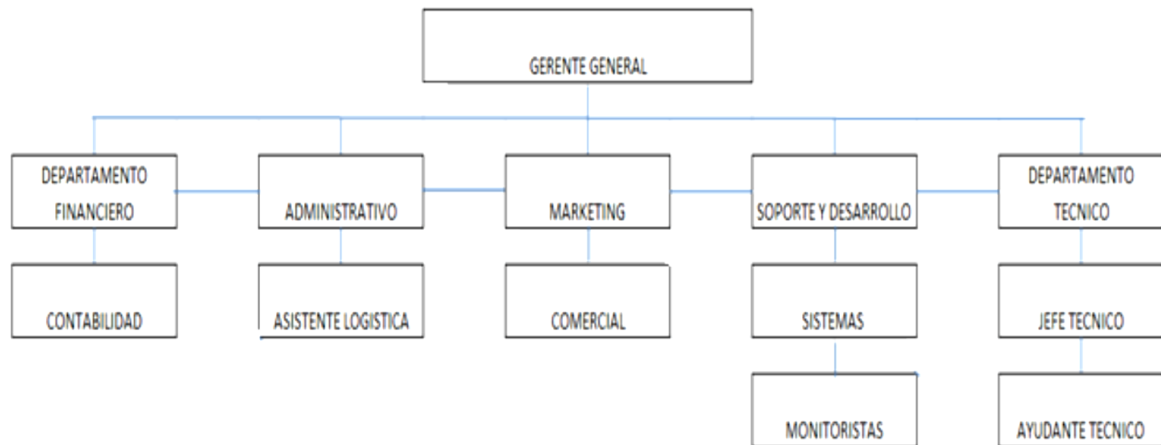 GERENTE GENERAL
DEPARTAMENTO
FINANCIERO
ADMINISTRATIVO
MARKETING
SOPORTE Y DESARROLLO
DEPARTAMENTO
TECNICO
CONTABILIDAD
ASISTENTE LOGISTICA
COMERCIAL
SISTEMAS
JEFE TECNICO
MONITORISTAS
AYUDANTE TECNICO